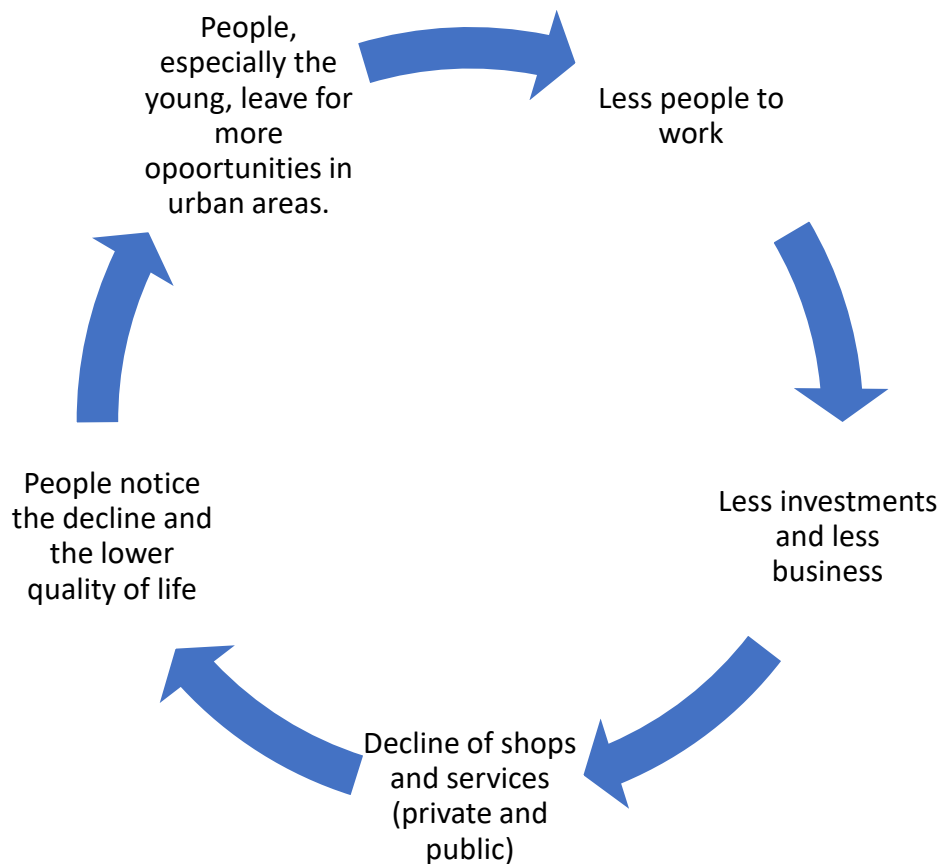 People,
especially the
young, leave for
more
opoortunities in
urban areas.
Less people to
work
Less investments
and less
business
Decline of shops
and services
(private and
public)
People notice
the decline and
the lower
quality of life